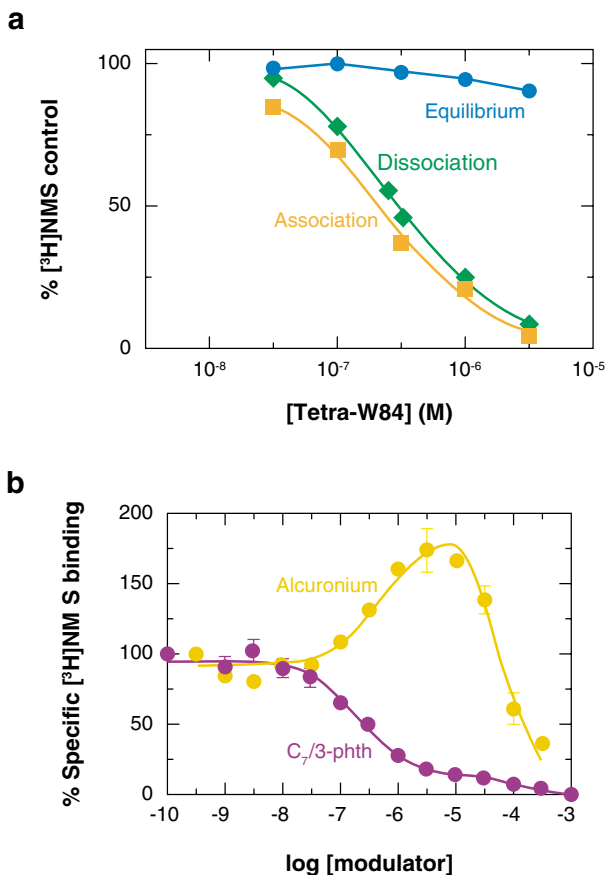 a
% [³H]NMS control
100
50
0
Equilibrium
Dissociation
Association
10⁻⁸
10⁻⁷
10⁻⁶
10⁻⁵
[Tetra-W84] (M)
b
% Specific [³H]NM S binding
200
150
100
50
0
Alcuronium
C₇/3-phth
-10
-9
-8
-7
-6
-5
-4
-3
log [modulator]